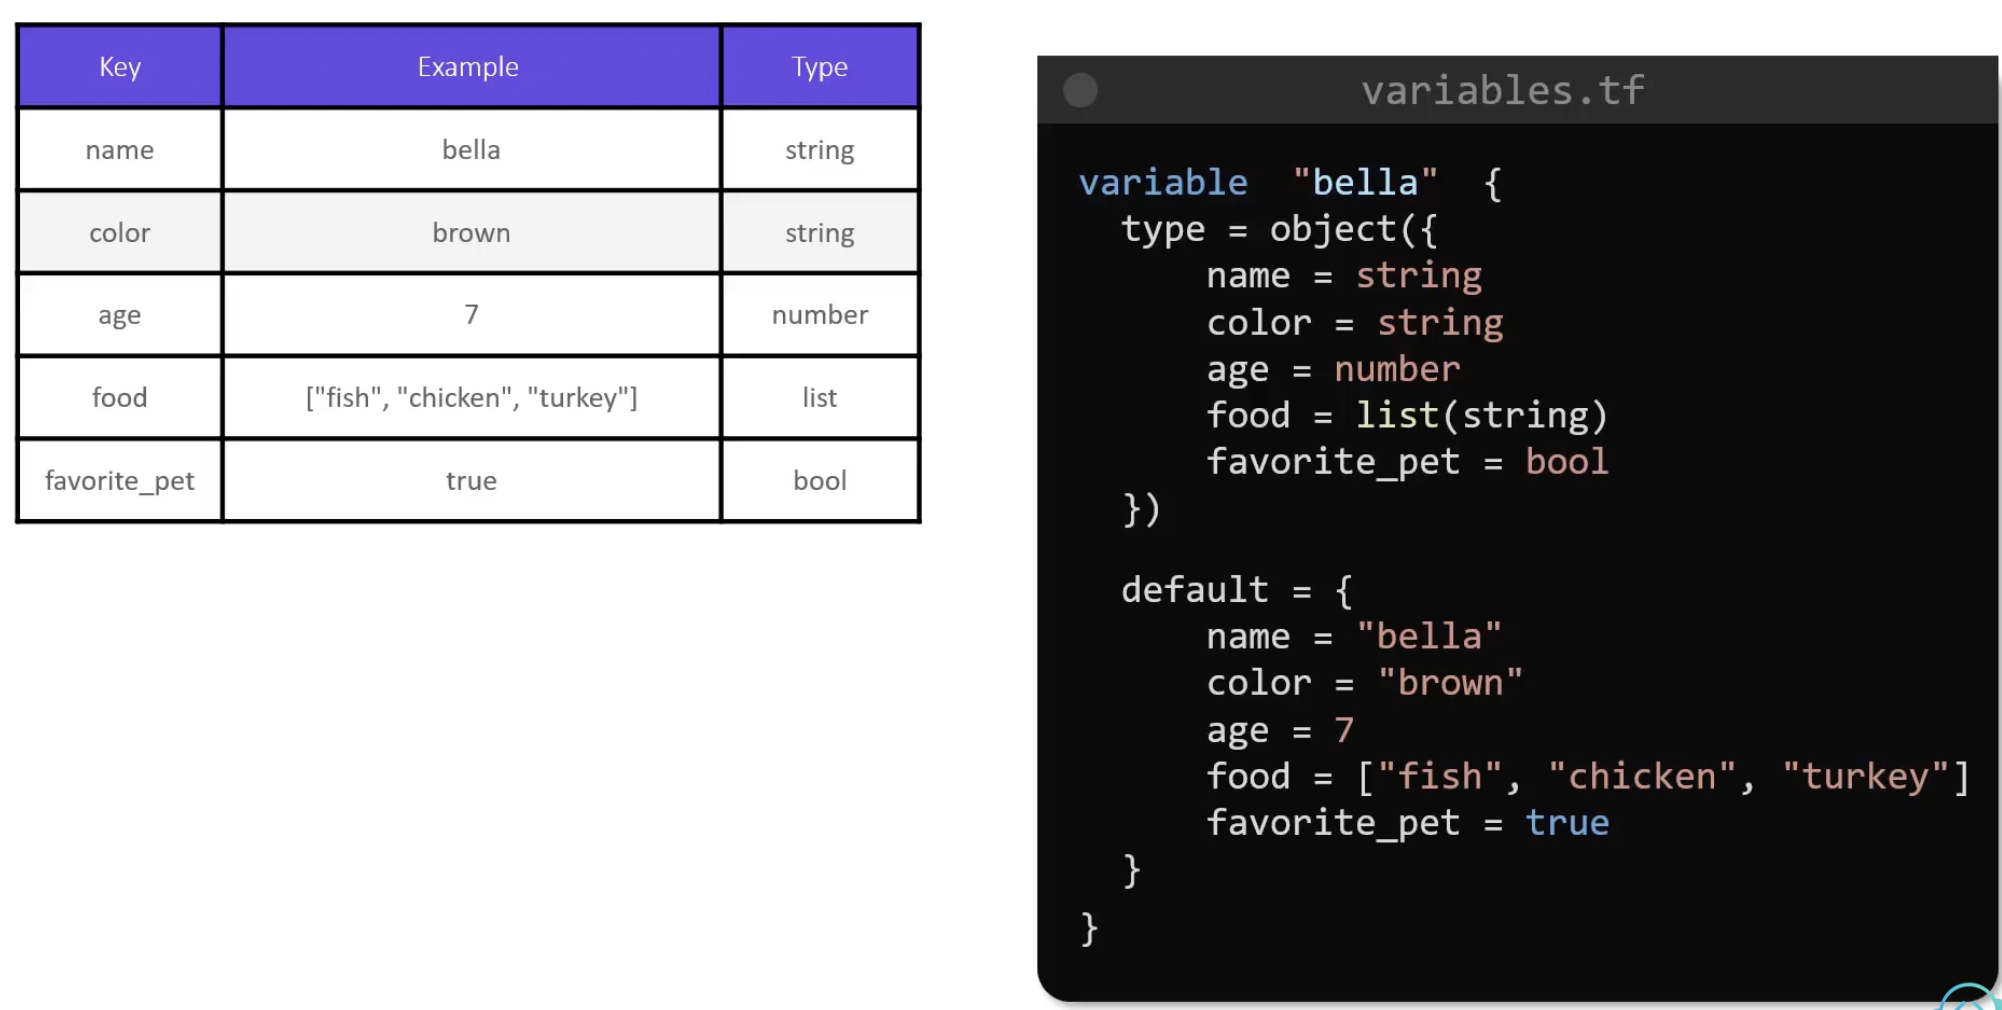 Key Example Type
name bella string
color brown string
age 7 number
food ["fish", "chicken", "turkey"] list
favorite_pet true bool
variables.tf
variable "bella" {
type = object({
name = string
color = string
age = number
food = list(string)
favorite_pet = bool
})
default = {
name = "bella"
color = "brown"
age = 7
food = ["fish", "chicken", "turkey"]
favorite_pet = true
}
}